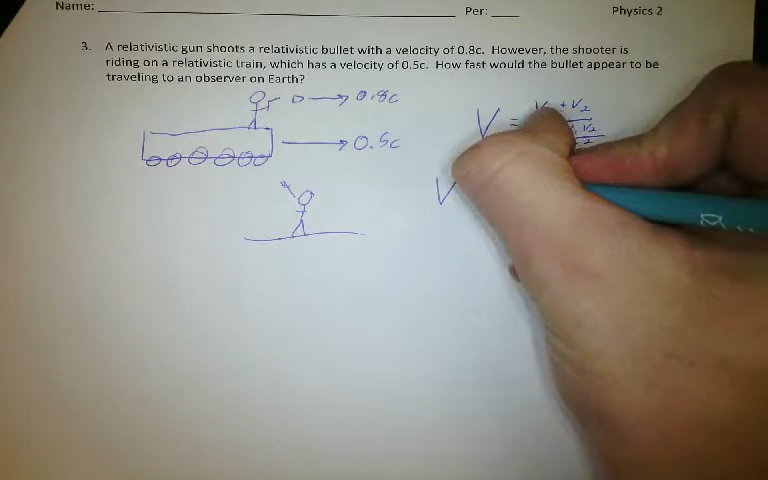 Name: Per: Physics 2
3. A relativistic gun shoots a relativistic bullet with a velocity of 0.8c. However, the shooter is
riding on a relativistic train, which has a velocity of 0.5c. How fast would the bullet appear to be
traveling to an observer on Earth?
0.8c
0.5c
V = V + V2
V2
V